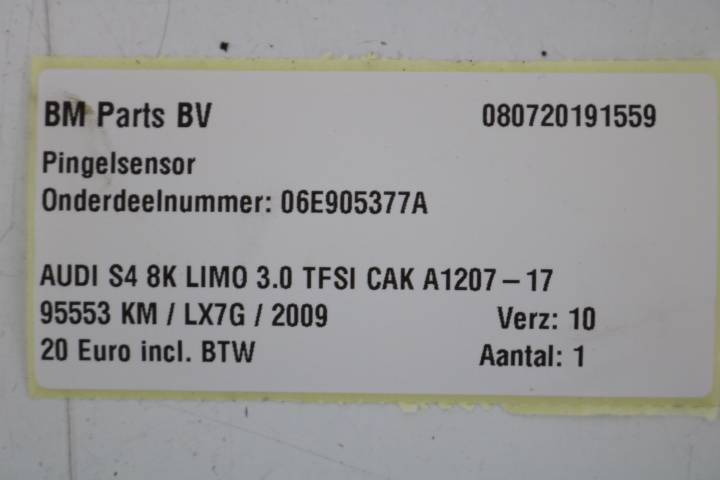 BM Parts BV 080720191559
Pingelsensor
Onderdeelnummer: 06E905377A
AUDI S4 8K LIMO 3.0 TFSI CAK A1207 – 17
95553 KM / LX7G / 2009 Verz: 10
20 Euro incl. BTW Aantal: 1